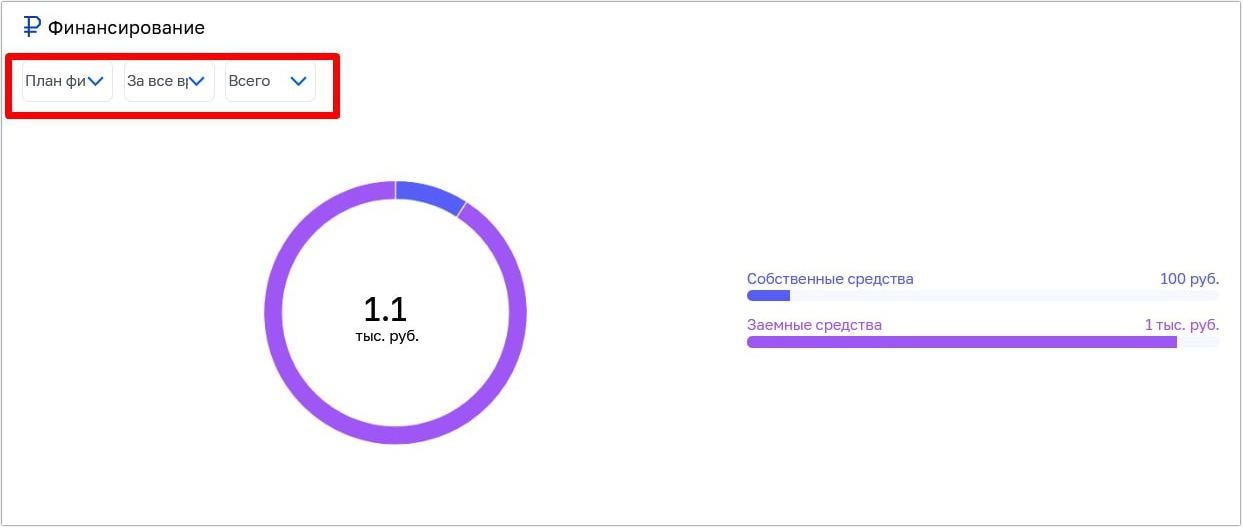 Финансирование
План фи За все вр Всего
1.1
тыс. руб.
Собственные средства 100 руб.
Заемные средства 1 тыс. руб.